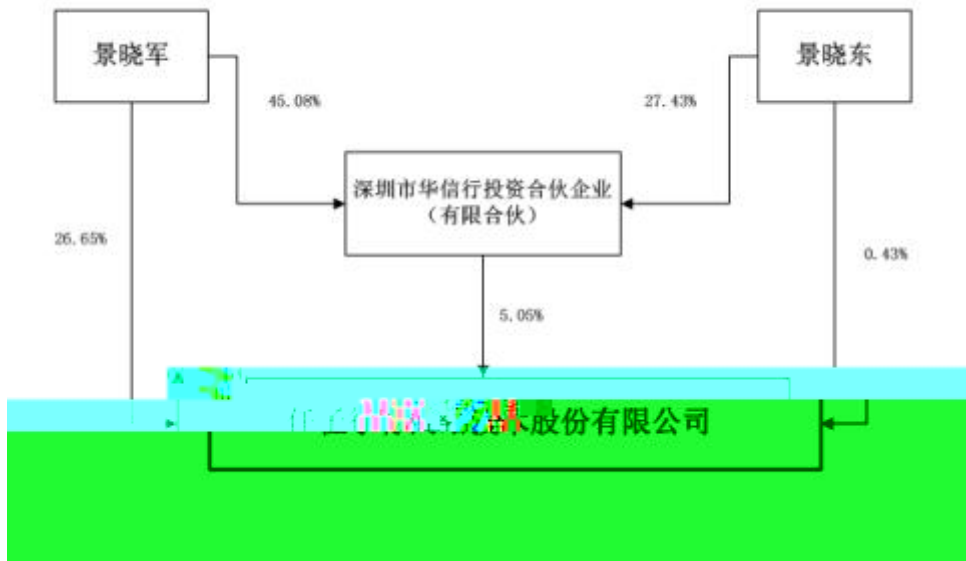 景晓军
景晓东
45.08%
27.43%
深圳市华信行投资合伙企业
（有限合伙）
26.65%
0.43%
5.05%
股份有限公司